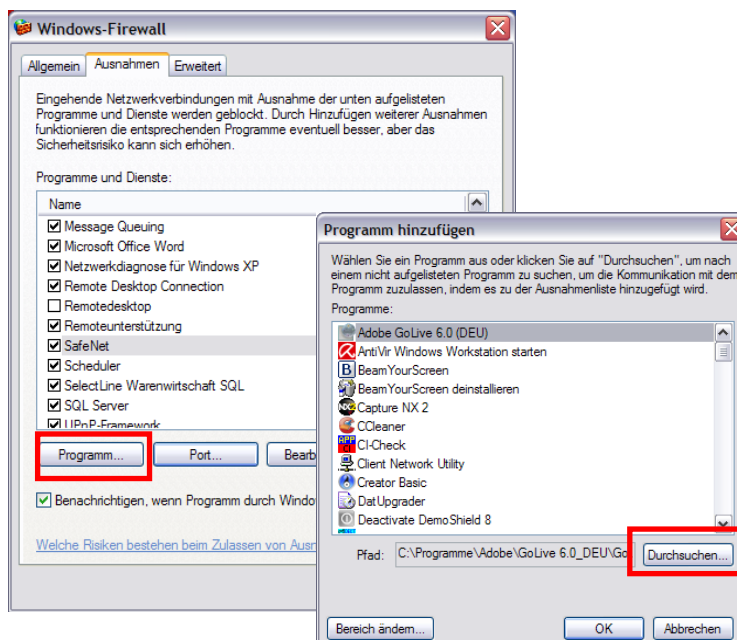 Windows-Firewall
Allgemein Ausnahmen Erweitert
Eingehende Netzwerkverbindungen mit Ausnahme der unten aufgelisteten
Programme und Dienste werden geblockt. Durch Hinzufügen weiterer Ausnahmen
funktionieren die entsprechenden Programme eventuell besser, aber das
Sicherheitsrisiko kann sich erhöhen.
Programme und Dienste:
Name
Message Queuing
Microsoft Office Word
Netzwerkdiagnose für Windows XP
Remote Desktop Connection
Remotedesktop
Remoteunterstützung
SafeNet
Scheduler
SelectLine Warenwirtschaft SQL
SQL Server
UPnP-Framework
Programm... Port... Bearb
Benachrichtigen, wenn Programm durch Windo
Welche Risiken bestehen beim Zulassen von Ausn
Programm hinzufügen
Wählen Sie ein Programm aus oder klicken Sie auf "Durchsuchen", um nach
einem nicht aufgelisteten Programm zu suchen, um die Kommunikation mit dem
Programm zuzulassen, indem es zu der Ausnahmenliste hinzugefügt wird.
Programme:
Adobe GoLive 6.0 (DEU)
AntiVir Windows Workstation starten
BeamYourScreen
BeamYourScreen deinstallieren
Capture NX 2
CCleaner
CI-Check
Client Network Utility
Creator Basic
DatUpgrader
Deactivate DemoShield 8
Pfad: C:\Programme\Adobe\GoLive 6.0_DEU\Go Durchsuchen...
Bereich ändern... OK Abbrechen